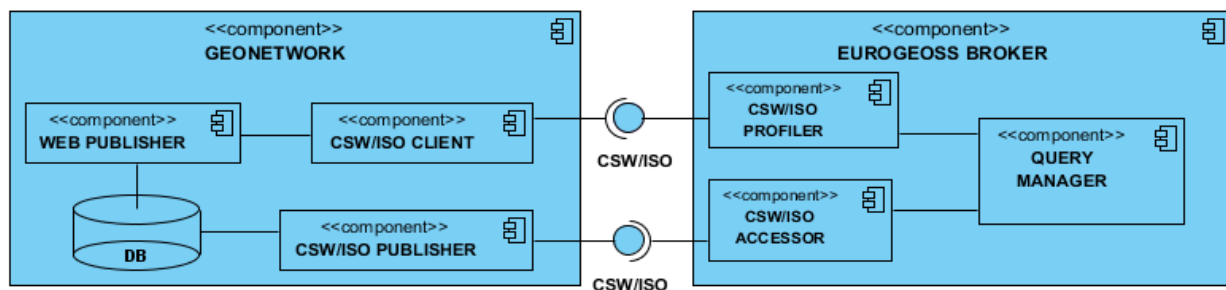 <<component>>
GEONETWORK
<<component>>
WEB PUBLISHER
<<component>>
CSW/ISO CLIENT
DB
<<component>>
CSW/ISO PUBLISHER
CSW/ISO
CSW/ISO
<<component>>
EUROGEOSS BROKER
<<component>>
CSW/ISO
PROFILER
<<component>>
QUERY
MANAGER
<<component>>
CSW/ISO
ACCESSOR